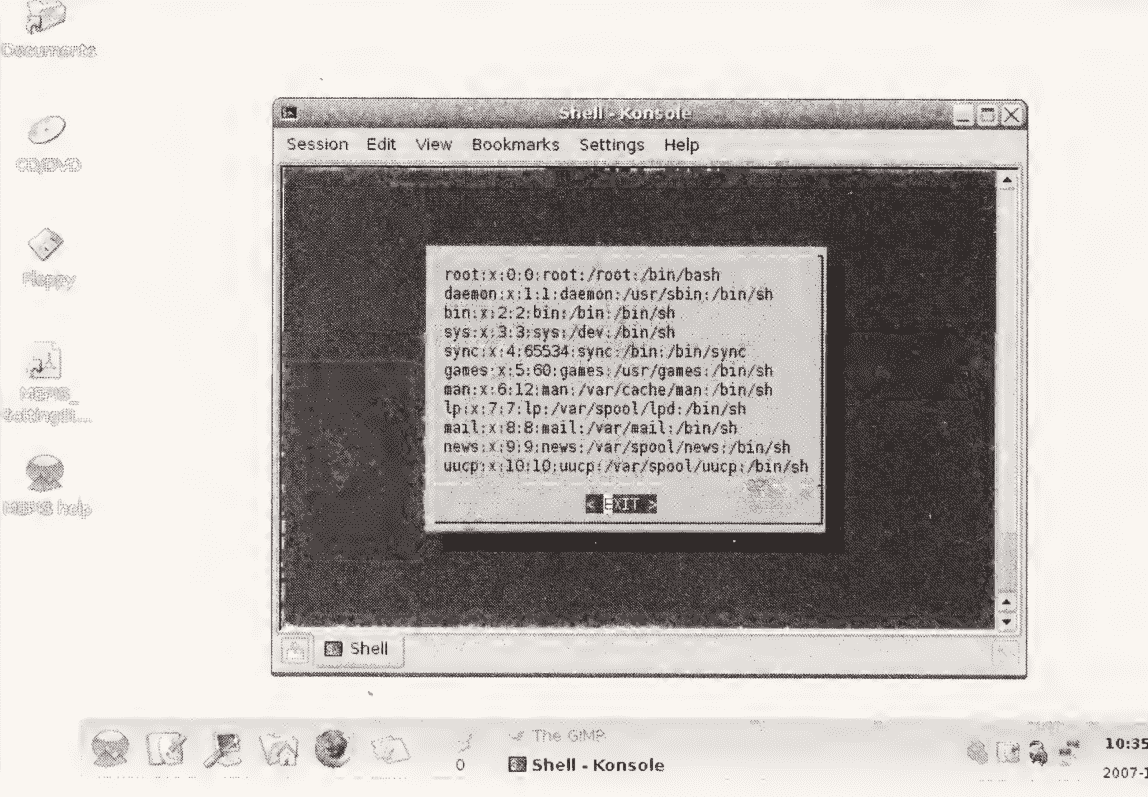 Documents
CD/DVD
Floppy
MEPIS help
Shell - Konsole
Session Edit View Bookmarks Settings Help
root:x:0:0:root:/root:/bin/bash
daemon:x:1:1:daemon:/usr/sbin:/bin/sh
bin:x:2:2:bin:/bin:/bin/sh
sys:x:3:3:sys:/dev:/bin/sh
sync:x:4:65534:sync:/bin:/bin/sync
games:x:5:60:games:/usr/games:/bin/sh
man:x:6:12:man:/var/cache/man:/bin/sh
lp:x:7:7:lp:/var/spool/lpd:/bin/sh
mail:x:8:8:mail:/var/mail:/bin/sh
news:x:9:9:news:/var/spool/news:/bin/sh
uucp:x:10:10:uucp:/var/spool/uucp:/bin/sh
< EXIT >
Shell
The GIMP
0
Shell - Konsole
10:35
2007-1